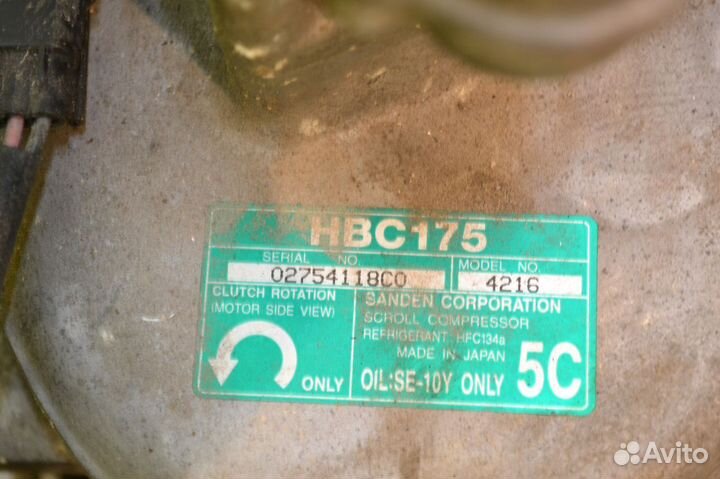 HBC175
SERIAL NO.
02754118C0
MODEL NO.
4216
CLUTCH ROTATION
(MOTOR SIDE VIEW)
ONLY
SANDEN CORPORATION
SCROLL COMPRESSOR
REFRIGERANT HFC134a
MADE IN JAPAN
OIL:SE-10Y ONLY
5C
Avito